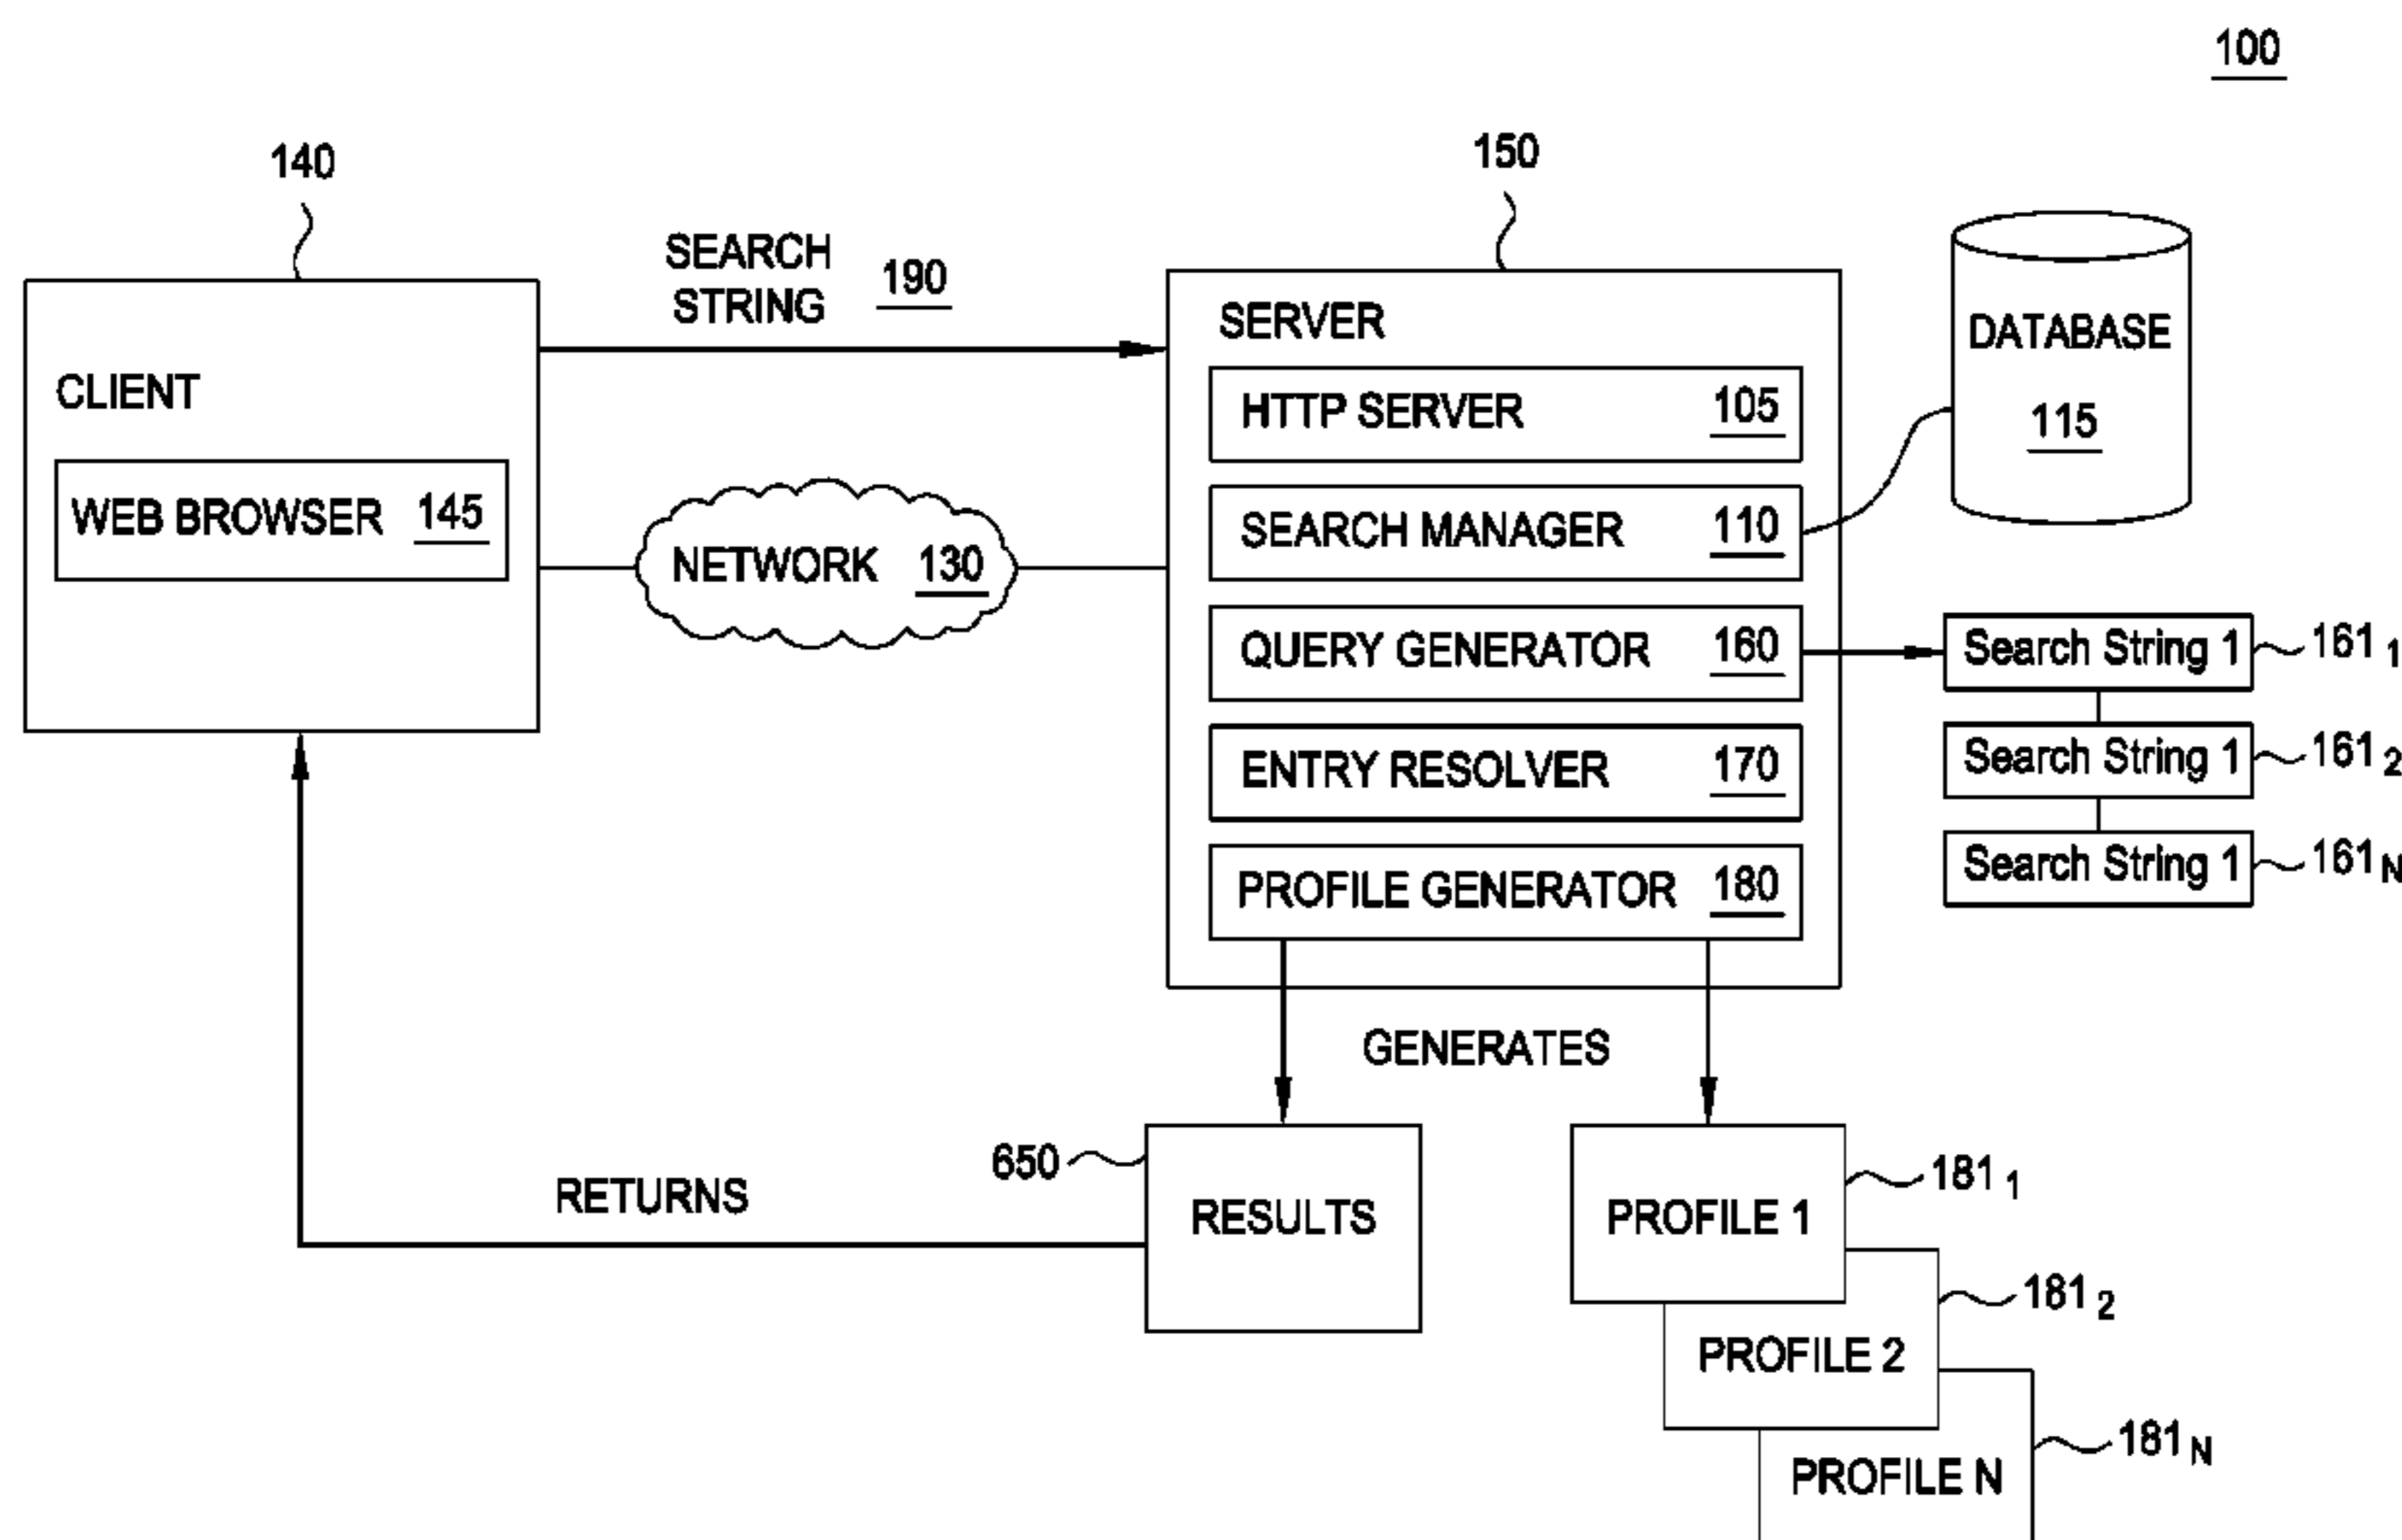 100
140
150
SEARCH
STRING 190
SERVER
DATABASE
115
CLIENT
HTTP SERVER 105
WEB BROWSER 145
SEARCH MANAGER 110
NETWORK 130
QUERY GENERATOR 160
Search String 1 161 1
ENTRY RESOLVER 170
Search String 1 161 2
PROFILE GENERATOR 180
Search String 1 161 N
GENERATES
650
RETURNS
RESULTS
PROFILE 1
181 1
PROFILE 2
181 2
PROFILE N
181 N